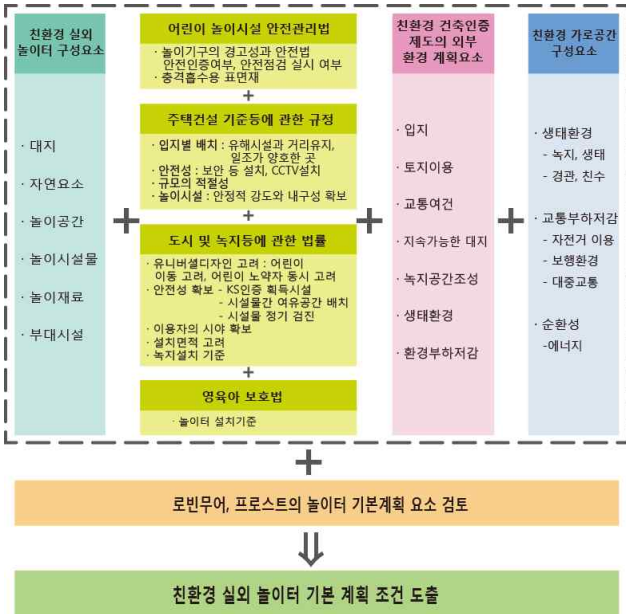 친환경 실외
놀이터 구성요소
· 대지
· 자연요소
· 놀이공간
· 놀이시설물
· 놀이재료
· 부대시설
+
어린이 놀이시설 안전관리법
· 놀이기구의 경고성과 안전법
안전인증여부, 안전점검 실시 여부
· 충격흡수용 표면재
+
주택건설 기준등에 관한 규정
· 입지별 배치 : 유해시설과 거리유지,
일조가 양호한 곳
· 안전성 : 보안 등 설치, CCTV설치
· 규모의 적절성
· 놀이시설 : 안정적 강도와 내구성 확보
+
도시 및 녹지등에 관한 법률
· 유니버셜디자인 고려 : 어린이
이동 고려, 어린이 노약자 동시 고려
· 안전성 확보 - KS인증 획득시설
- 시설물간 여유공간 배치
- 시설물 정기 검진
· 이용자의 시야 확보
· 설치면적 고려
· 녹지설치 기준
+
영육아 보호법
· 놀이터 설치기준
+
친환경 건축인증
제도의 외부
환경 계획요소
· 입지
· 토지이용
· 교통여건
· 지속가능한 대지
· 녹지공간조성
· 생태환경
· 환경부하저감
+
친환경 가로공간
구성요소
· 생태환경
- 녹지, 생태
- 경관, 친수
· 교통부하저감
- 자전거 이용
- 보행환경
- 대중교통
· 순환성
-에너지
+
로빈무어, 프로스트의 놀이터 기본계획 요소 검토
⇓
친환경 실외 놀이터 기본 계획 조건 도출